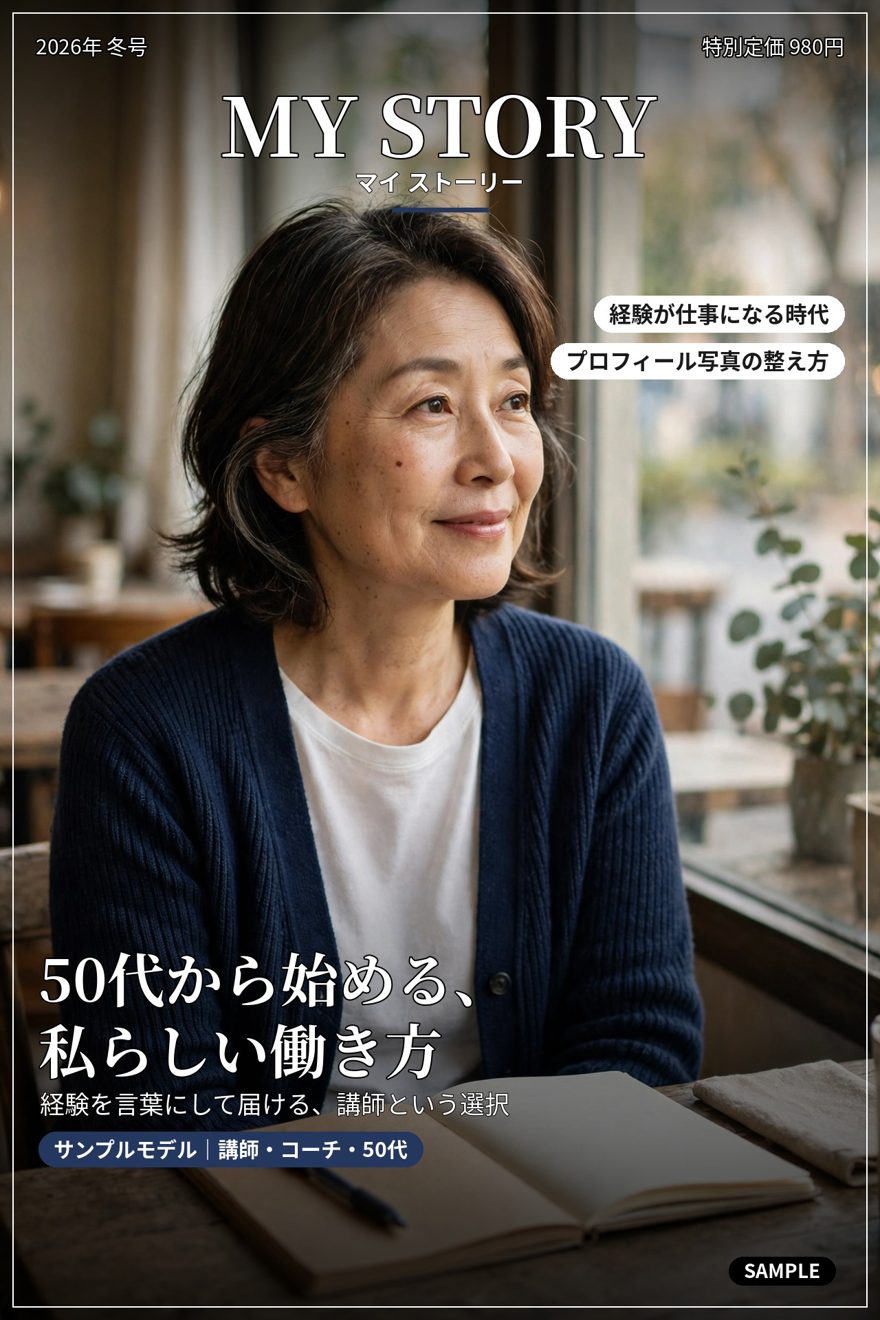 2026年 冬号
特別定価 980円
MY STORY
マイ ストーリー
経験が仕事になる時代
プロフィール写真の整え方
50代から始める、
私らしい働き方
経験を言葉にして届ける、講師という選択
サンプルモデル｜講師・コーチ・50代
SAMPLE